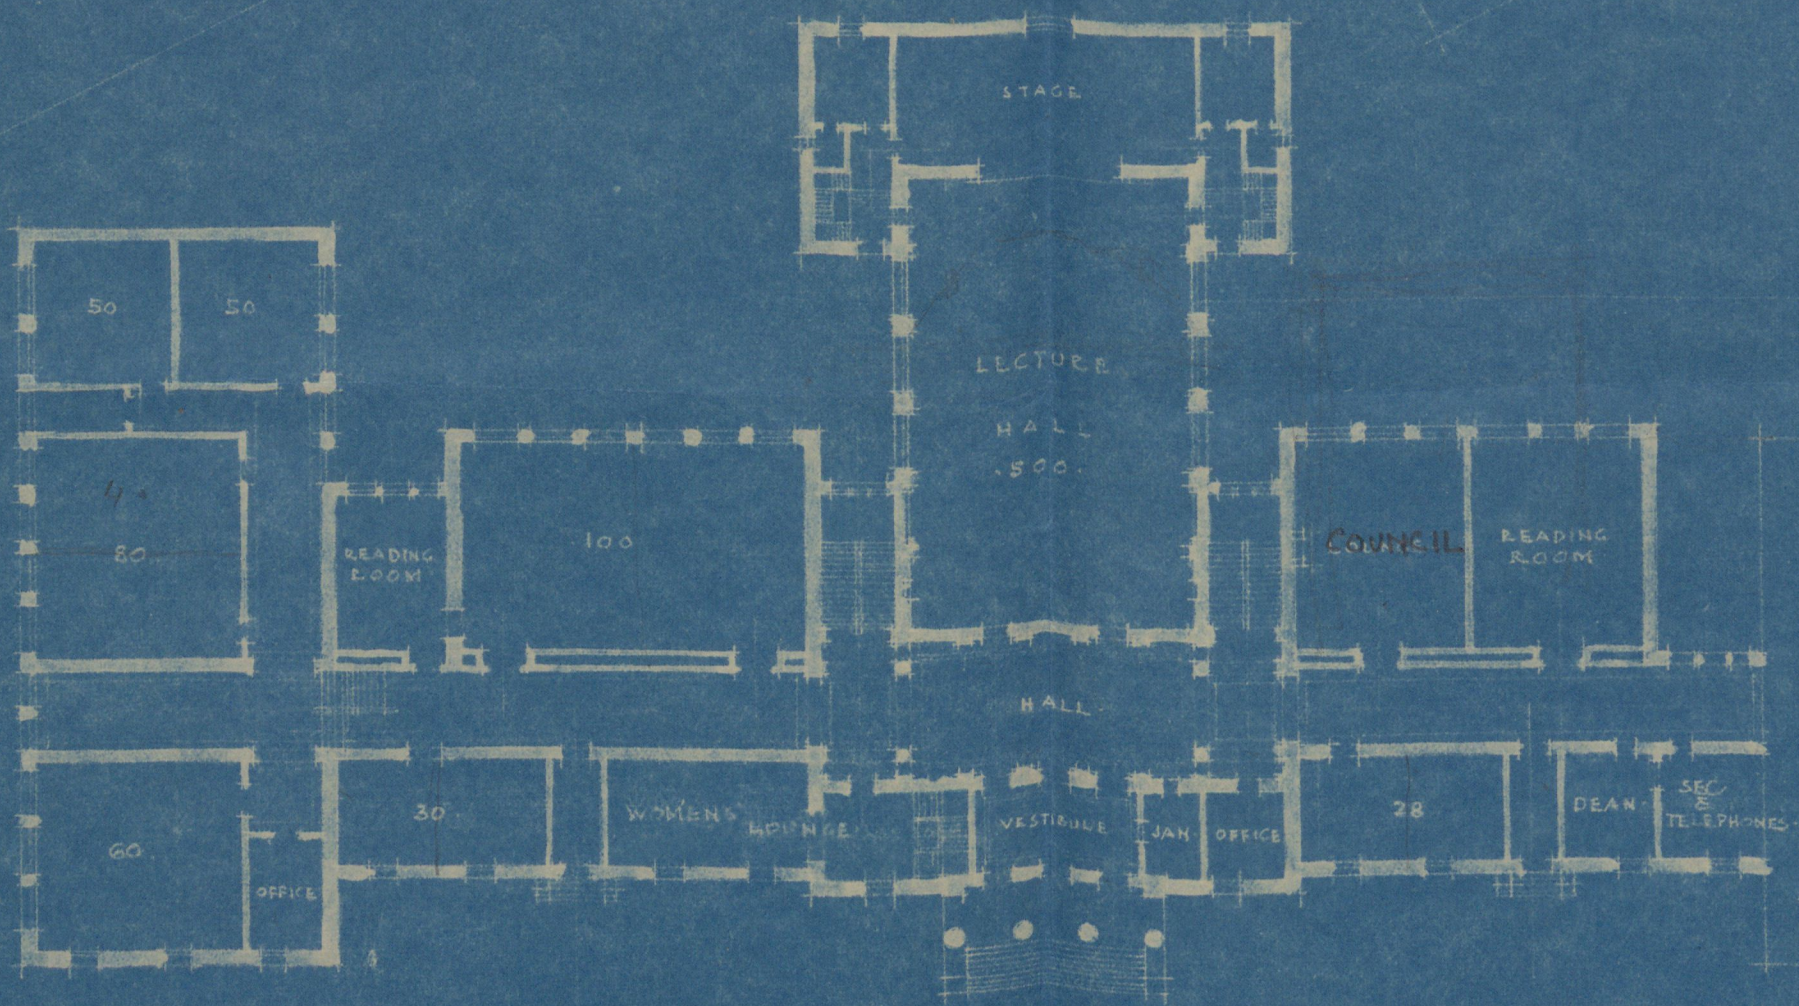 STAGE
50
50
LECTURE
HALL
.500.
4
80
READING
ROOM
100
COUNCIL
READING
ROOM
HALL
60
OFFICE
30
WOMENS
LOUNGE
VESTIBULE
JAN
OFFICE
28
DEAN
SEC
&
TELEPHONES